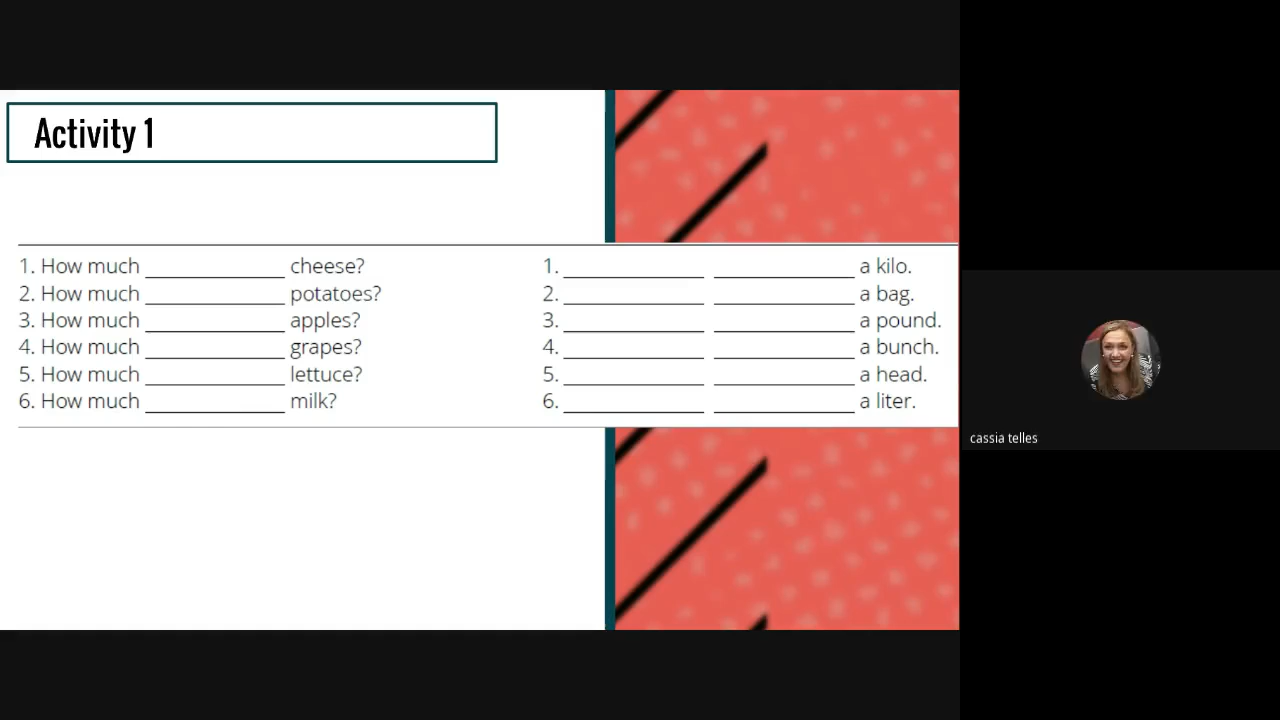 Activity 1
1. How much ______________ cheese?
2. How much ______________ potatoes?
3. How much ______________ apples?
4. How much ______________ grapes?
5. How much ______________ lettuce?
6. How much ______________ milk?
1. ______________ ______________ a kilo.
2. ______________ ______________ a bag.
3. ______________ ______________ a pound.
4. ______________ ______________ a bunch.
5. ______________ ______________ a head.
6. ______________ ______________ a liter.
cassia telles